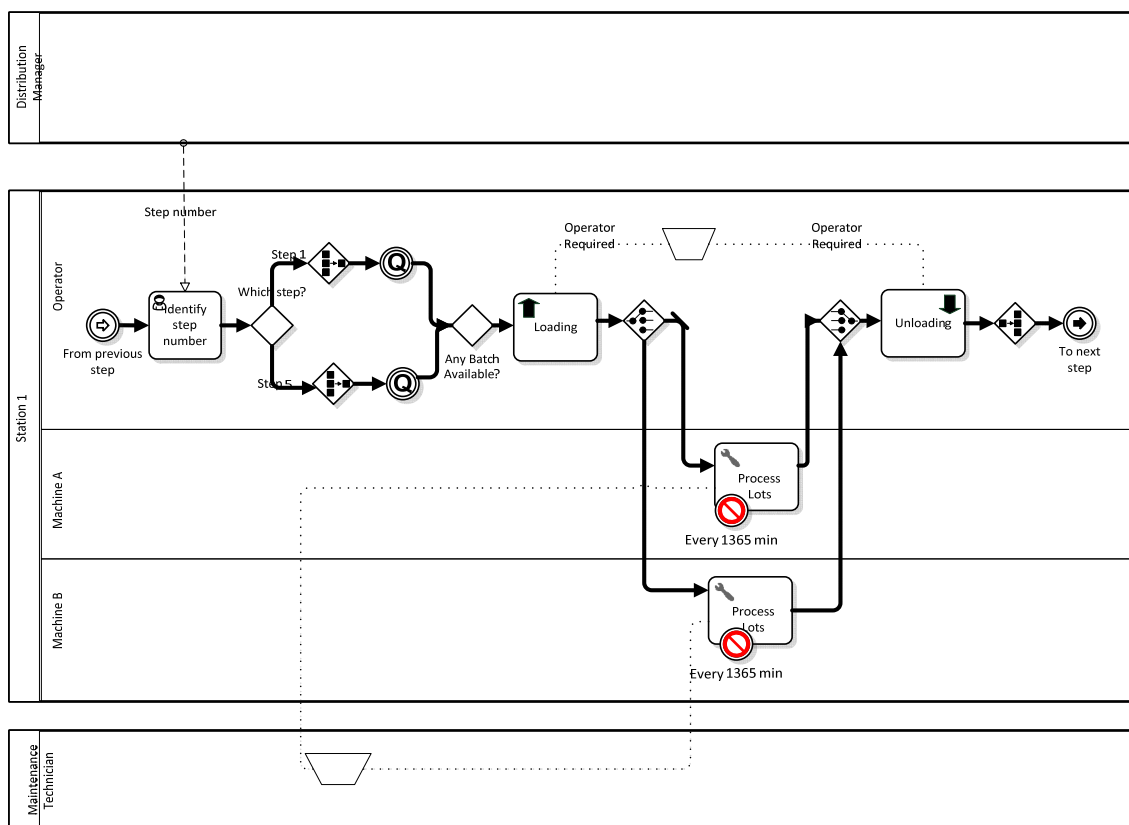 Distribution
Manager
Step number
Station 1
Operator
From previous
step
Identify
step
number
Which step?
Step 1
Step 5
Q
Q
Any Batch
Available?
Loading
Operator
Required
Operator
Required
Unloading
To next
step
Machine A
Process
Lots
Every 1365 min
Machine B
Process
Lots
Every 1365 min
Maintenance
Technician